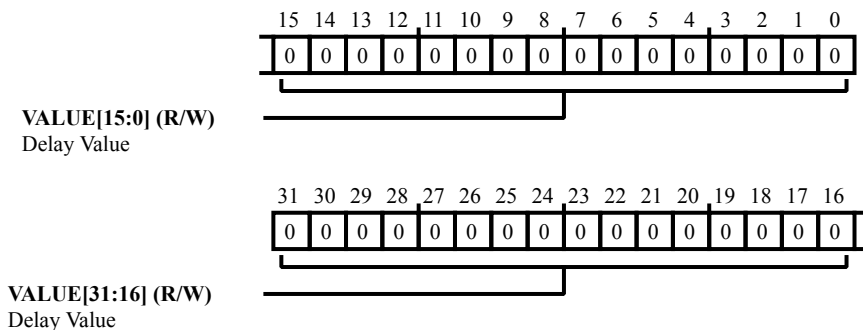 15 14 13 12 11 10 9 8 7 6 5 4 3 2 1 0
0 0 0 0 0 0 0 0 0 0 0 0 0 0 0 0
VALUE[15:0] (R/W)
Delay Value
31 30 29 28 27 26 25 24 23 22 21 20 19 18 17 16
0 0 0 0 0 0 0 0 0 0 0 0 0 0 0 0
VALUE[31:16] (R/W)
Delay Value